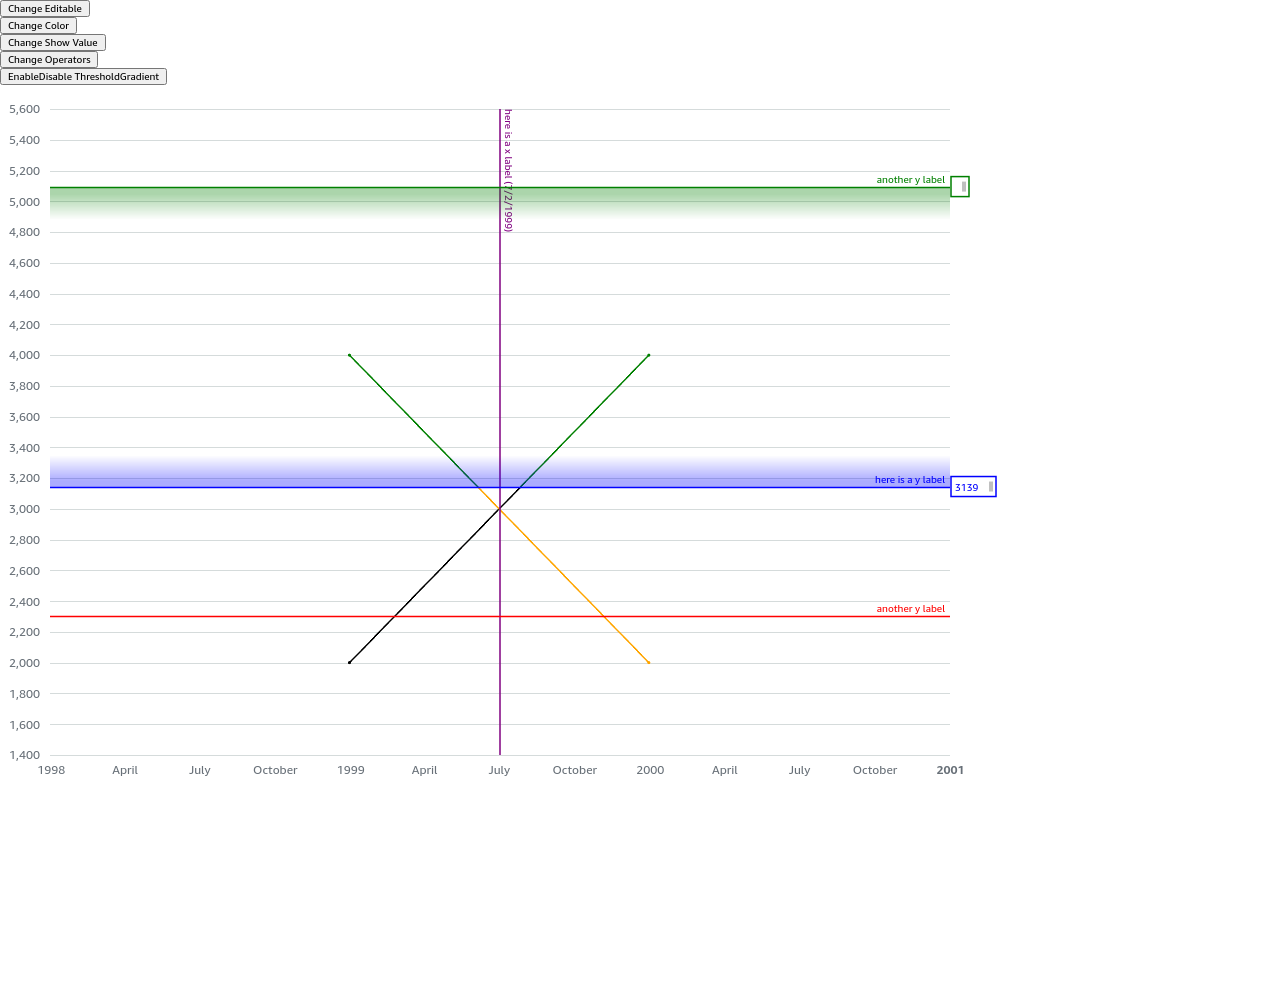 Change Editable
Change Color
Change Show Value
Change Operators
EnableDisable ThresholdGradient
5,600
5,400
5,200
5,000
4,800
4,600
4,400
4,200
4,000
3,800
3,600
3,400
3,200
3,000
2,800
2,600
2,400
2,200
2,000
1,800
1,600
1,400
here is a x label (7/2/1999)
another y label
here is a y label
3139
another y label
1998 April July October 1999 April July October 2000 April July October 2001